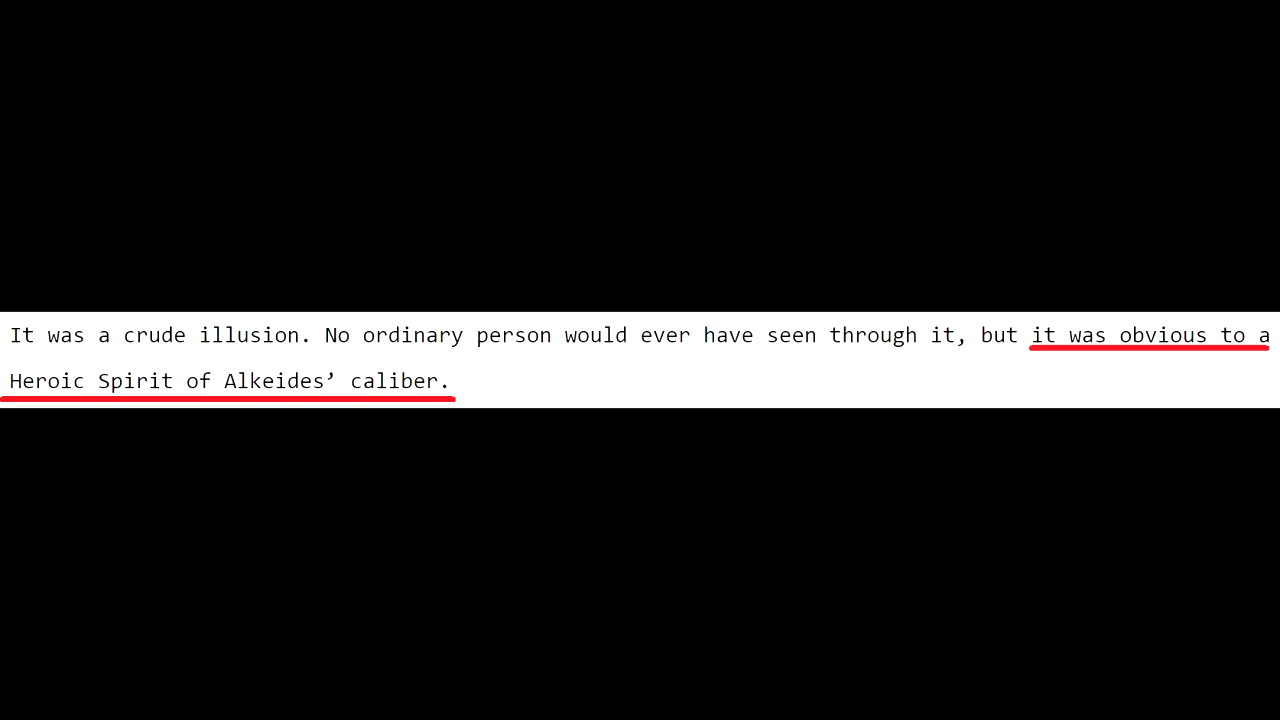 It was a crude illusion. No ordinary person would ever have seen through it, but it was obvious to a
Heroic Spirit of Alkeides’ caliber.